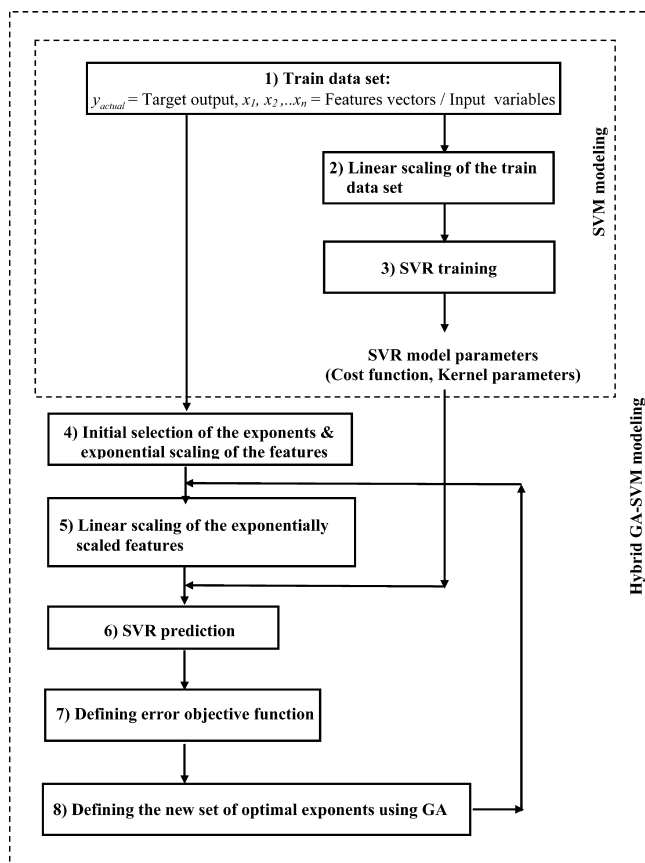 1) Train data set:
y_actual = Target output, x1, x2 ,..xn = Features vectors / Input variables
2) Linear scaling of the train
data set
3) SVR training
SVR model parameters
(Cost function, Kernel parameters)
SVM modeling
4) Initial selection of the exponents &
exponential scaling of the features
5) Linear scaling of the exponentially
scaled features
6) SVR prediction
7) Defining error objective function
8) Defining the new set of optimal exponents using GA
Hybrid GA-SVM modeling